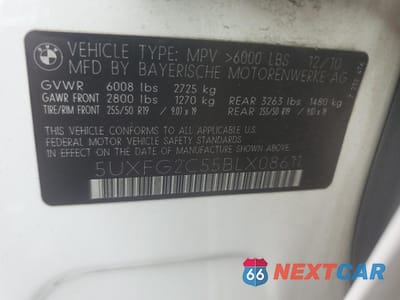 BMW
VEHICLE TYPE: MPV >6000 LBS 12/10
MFD BY BAYERISCHE MOTORENWERKE AG
GVWR 6008 lbs 2725 kg
GAWR FRONT 2800 lbs 1270 kg REAR 3263 lbs 1480 kg
TIRE/RIM FRONT 255/50 R19 / 9.0J x 19 REAR 255/50 R19 / 9.0J x 19
THIS VEHICLE CONFORMS TO ALL APPLICABLE U.S.
FEDERAL MOTOR VEHICLE SAFETY STANDARDS IN EFFECT
ON THE DATE OF MANUFACTURE SHOWN ABOVE.
66
NEXTCAR